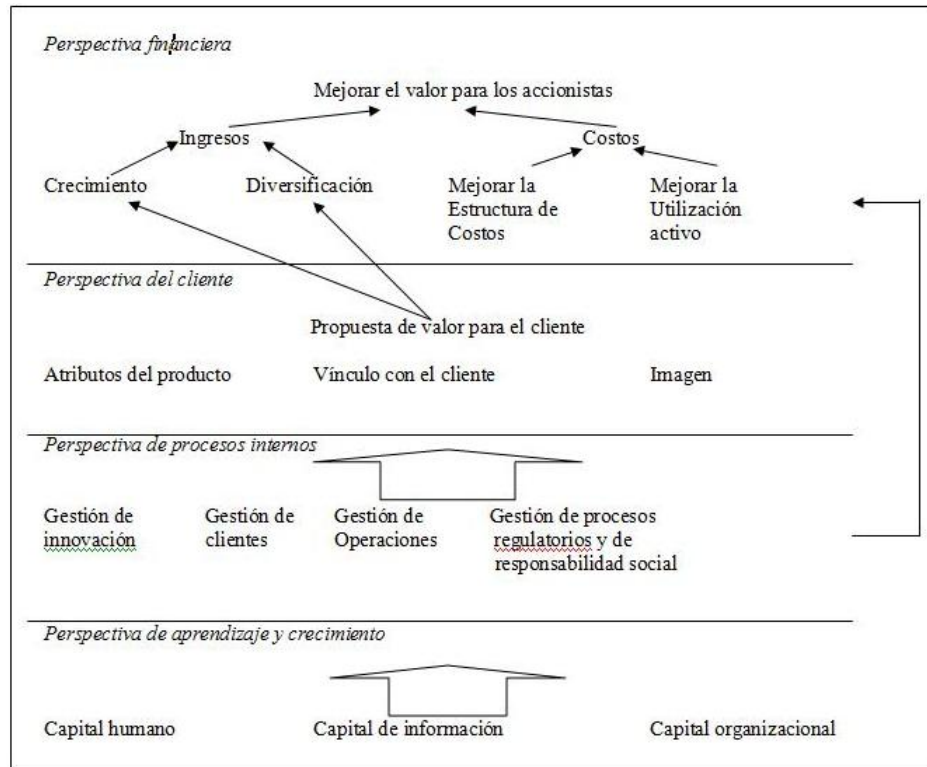 Perspectiva financiera
Mejorar el valor para los accionistas
Ingresos
Costos
Crecimiento
Diversificación
Mejorar la
Estructura de
Costos
Mejorar la
Utilización
activo
Perspectiva del cliente
Propuesta de valor para el cliente
Atributos del producto
Vínculo con el cliente
Imagen
Perspectiva de procesos internos
Gestión de
innovación
Gestión de
clientes
Gestión de
Operaciones
Gestión de procesos
regulatorios y de
responsabilidad social
Perspectiva de aprendizaje y crecimiento
Capital humano
Capital de información
Capital organizacional